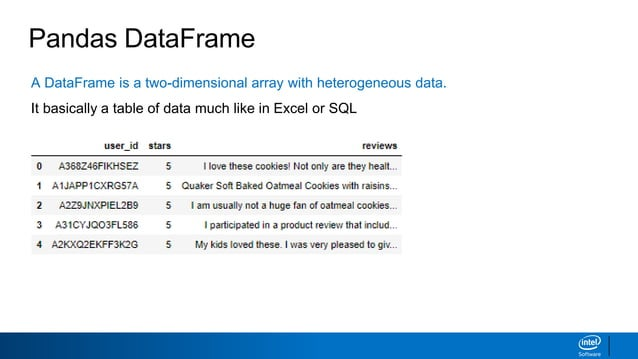 Pandas DataFrame
A DataFrame is a two-dimensional array with heterogeneous data.
It basically a table of data much like in Excel or SQL
user_id stars reviews
0 A368Z46FIKHSEZ 5 I love these cookies! Not only are they healt...
1 A1JAPP1CXRG57A 5 Quaker Soft Baked Oatmeal Cookies with raisins...
2 A2Z9JNXPIEL2B9 5 I am usually not a huge fan of oatmeal cookies...
3 A31CYJQO3FL586 5 I participated in a product review that includ...
4 A2KXQ2EKFF3K2G 5 My kids loved these. I was very pleased to giv...
intel
Software